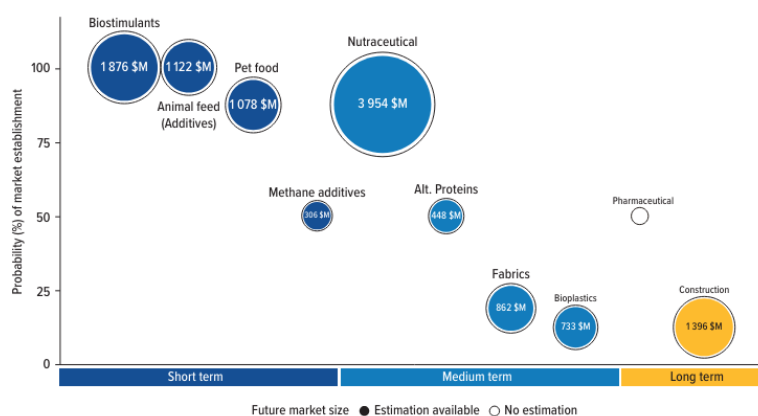 Biostimulants
1 876 $M
1 122 $M
Animal feed
(Additives)
Pet food
1 078 $M
Nutraceutical
3 954 $M
Methane additives
306 $M
Alt. Proteins
448 $M
Pharmaceutical
Fabrics
862 $M
Bioplastics
733 $M
Construction
1 396 $M
Probability (%) of market establishment
100
75
50
25
0
Short term
Medium term
Long term
Future market size
Estimation available
No estimation